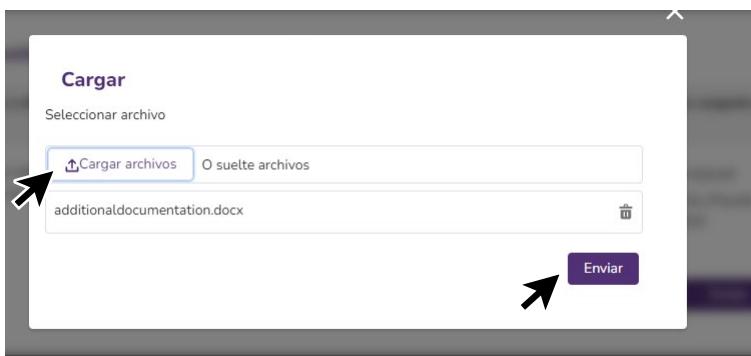 Cargar
Seleccionar archivo
Cargar archivos O suelte archivos
additionaldocumentation.docx
Enviar